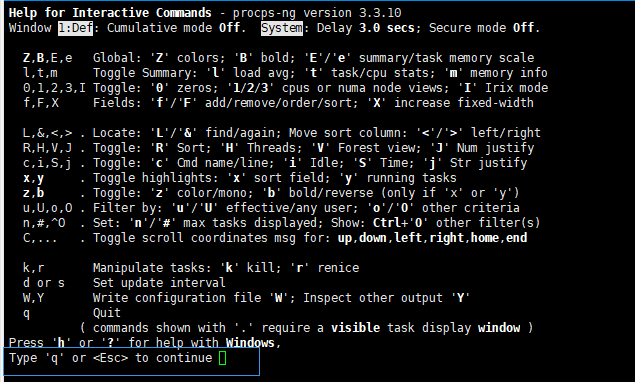 Help for Interactive Commands - procps-ng version 3.3.10
Window 1:Def: Cumulative mode Off.  System: Delay 3.0 secs; Secure mode Off.

  Z,B,E,e   Global: 'Z' colors; 'B' bold; 'E'/'e' summary/task memory scale
  l,t,m     Toggle Summary: 'l' load avg; 't' task/cpu stats; 'm' memory info
  0,1,2,3,I Toggle: '0' zeros; '1/2/3' cpus or numa node views; 'I' Irix mode
  f,F,X     Fields: 'f'/'F' add/remove/order/sort; 'X' increase fixed-width

  L,&,<,> . Locate: 'L'/'&' find/again; Move sort column: '<'/'>' left/right
  R,H,V,J . Toggle: 'R' Sort; 'H' Threads; 'V' Forest view; 'J' Num justify
  c,i,S,j . Toggle: 'c' Cmd name/line; 'i' Idle; 'S' Time; 'j' Str justify
  x,y     . Toggle highlights: 'x' sort field; 'y' running tasks
  z,b     . Toggle: 'z' color/mono; 'b' bold/reverse (only if 'x' or 'y')
  u,U,o,O . Filter by: 'u'/'U' effective/any user; 'o'/'O' other criteria
  n,#,^O  . Set: 'n'/'#' max tasks displayed; Show: Ctrl+'O' other filter(s)
  C,...   . Toggle scroll coordinates msg for: up,down,left,right,home,end

  k,r       Manipulate tasks: 'k' kill; 'r' renice
  d or s    Set update interval
  W,Y       Write configuration file 'W'; Inspect other output 'Y'
  q         Quit
          ( commands shown with '.' require a visible task display window )
Press 'h' or '?' for help with Windows,
Type 'q' or <Esc> to continue